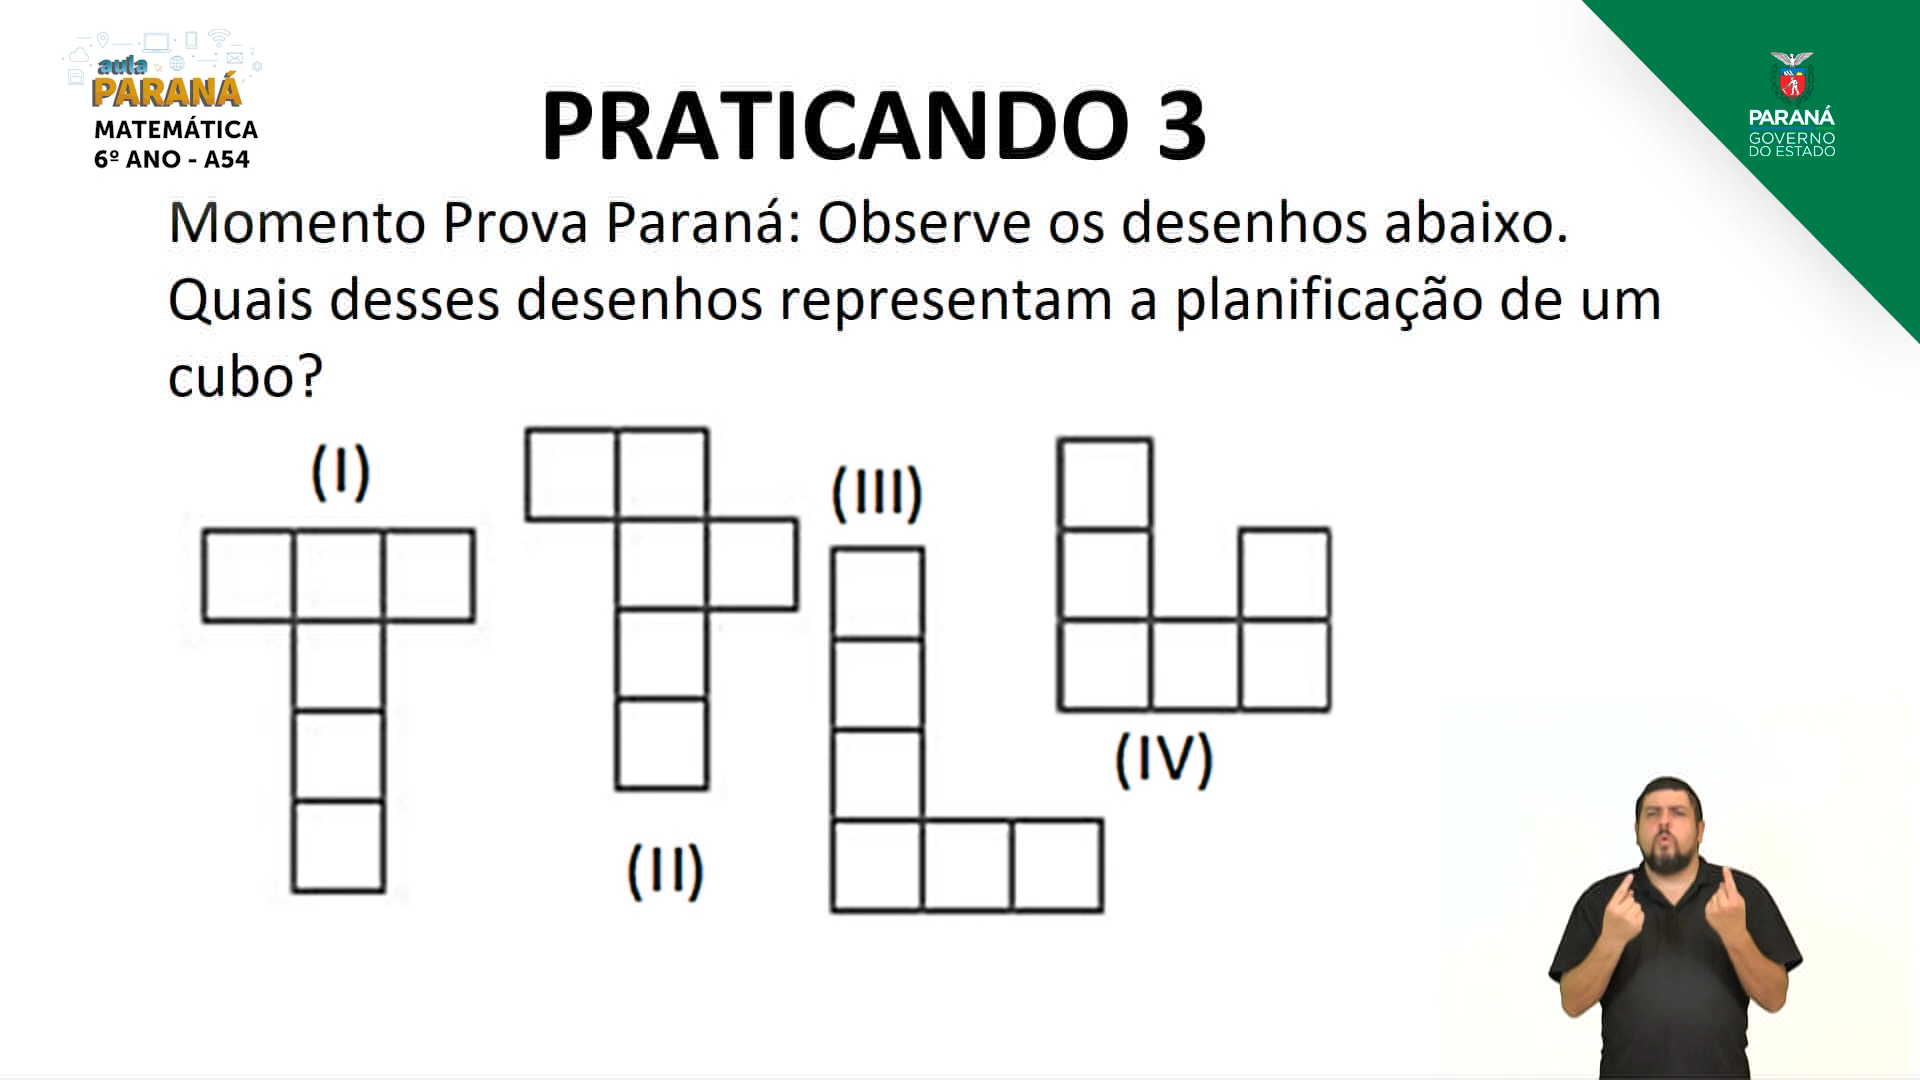 aula
PARANÁ
MATEMÁTICA
6º ANO - A54
PRATICANDO 3
PARANÁ
GOVERNO
DO ESTADO
Momento Prova Paraná: Observe os desenhos abaixo.
Quais desses desenhos representam a planificação de um
cubo?
(I)
(III)
(IV)
(II)